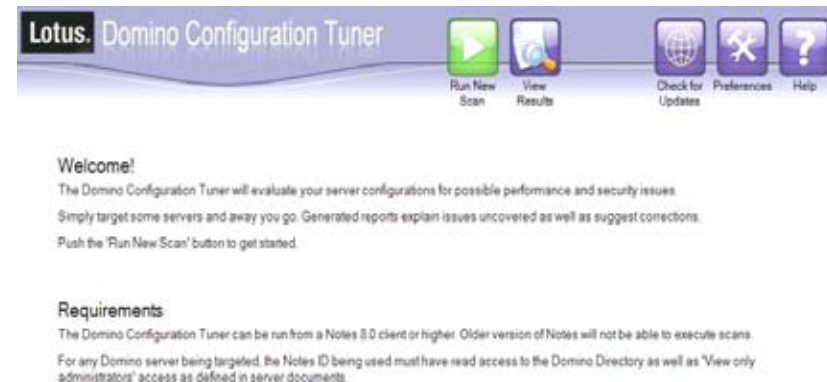 Lotus. Domino Configuration Tuner
Run New
Scan
View
Results
Check for
Updates
Preferences
Help
Welcome!
The Domino Configuration Tuner will evaluate your server configurations for possible performance and security issues.
Simply target some servers and away you go. Generated reports explain issues uncovered as well as suggest corrections.
Push the 'Run New Scan' button to get started.
Requirements
The Domino Configuration Tuner can be run from a Notes 8.0 client or higher. Older version of Notes will not be able to execute scans.
For any Domino server being targeted, the Notes ID being used must have read access to the Domino Directory as well as 'View only
administrators' access as defined in server documents.